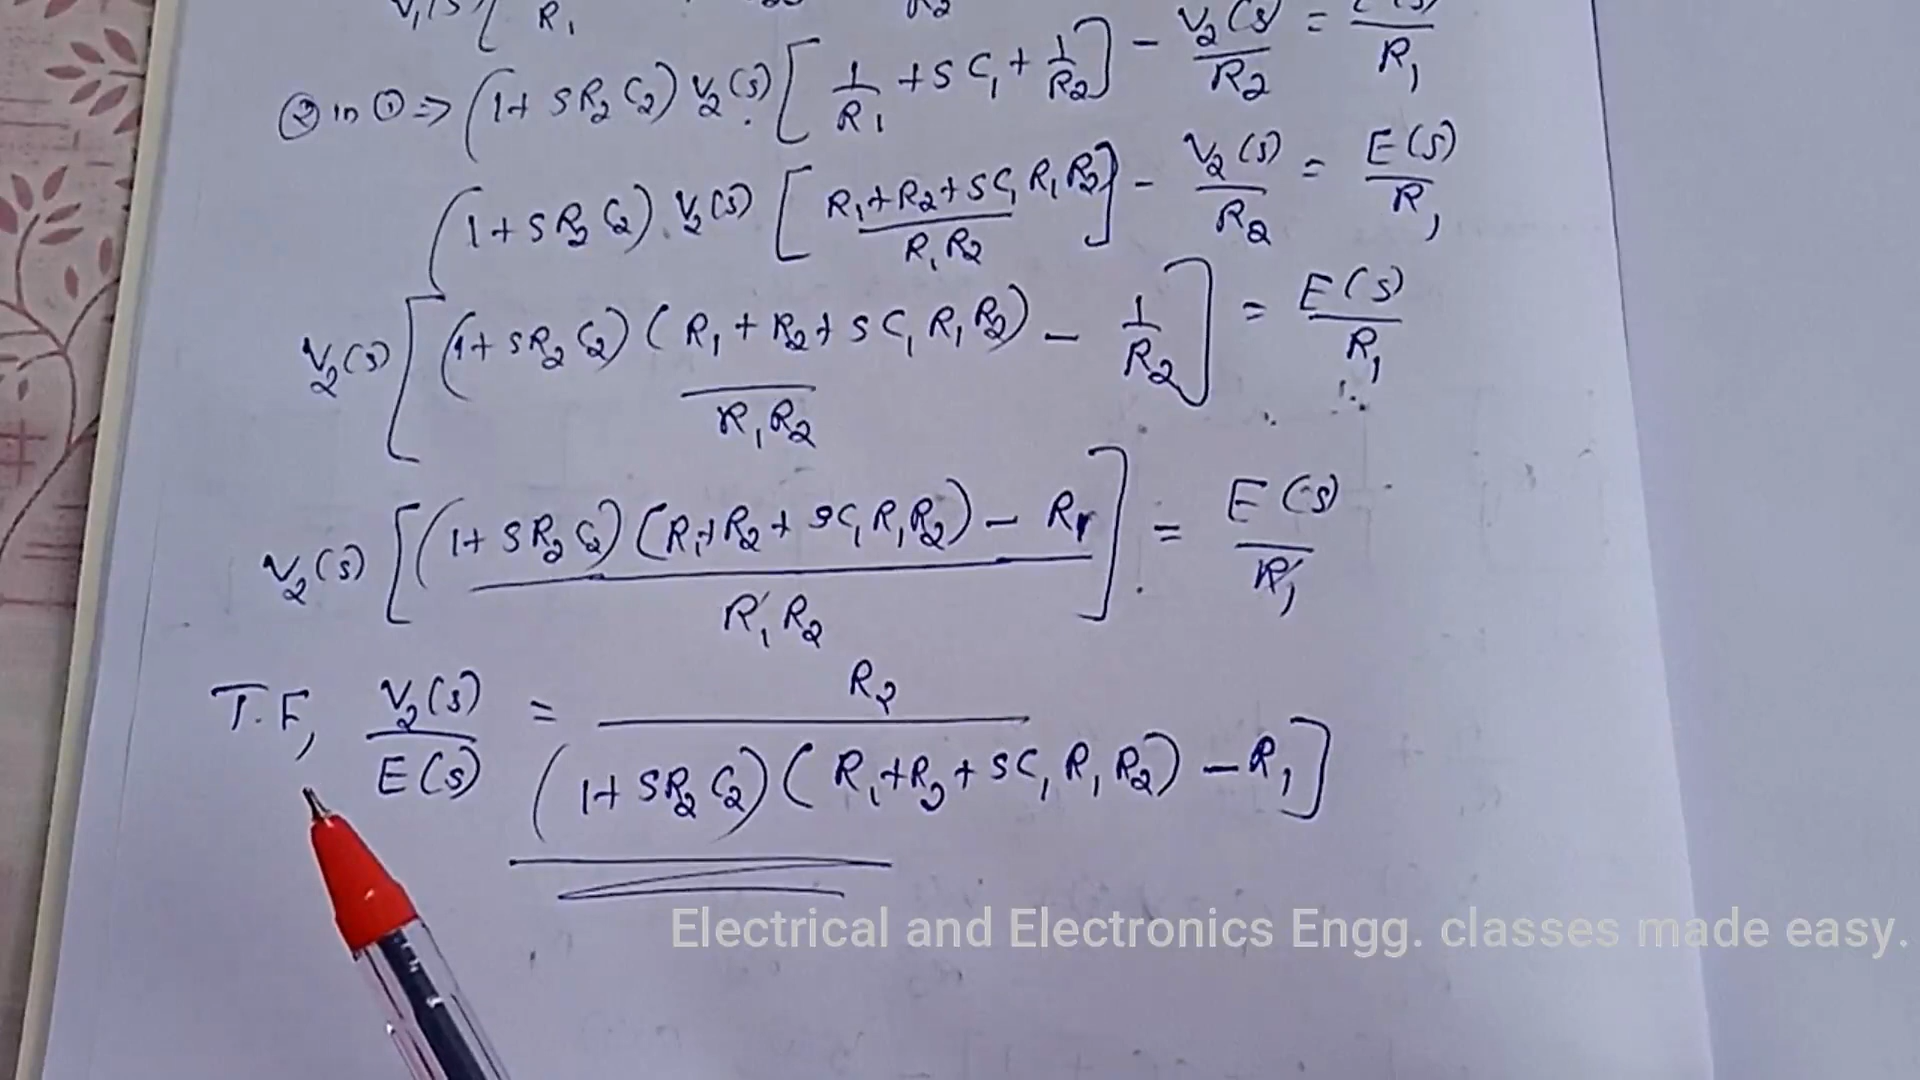 V₁(s) [ R₁ R₂
② in ① => (1+SR₂C₂) V₂(s) [ 1/R₁ + SC₁ + 1/R₂ ] - V₂(s)/R₂ = E(s)/R₁
(1+SR₂C₂).V₂(s) [ (R₁+R₂+SC₁R₁R₂)/(R₁R₂) ] - V₂(s)/R₂ = E(s)/R₁
V₂(s) [ (1+SR₂C₂)(R₁+R₂+SC₁R₁R₂)/(R₁R₂) - 1/R₂ ] = E(s)/R₁
V₂(s) [ ((1+SR₂C₂)(R₁+R₂+SC₁R₁R₂) - R₁)/(R₁R₂) ] = E(s)/R₁
T.F, V₂(s)/E(s) = R₂/((1+SR₂C₂)(R₁+R₂+SC₁R₁R₂) - R₁]
Electrical and Electronics Engg. classes made easy.